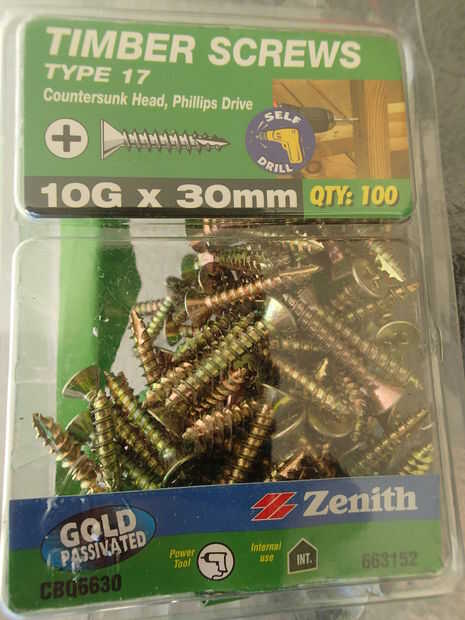 TIMBER SCREWS
TYPE 17
Countersunk Head, Phillips Drive
SELF
DRILL
10G x 30mm QTY: 100
Zenith
GOLD
PASSIVATED
Power
Tool
Internal
use
INT.
CBQ6630
663152